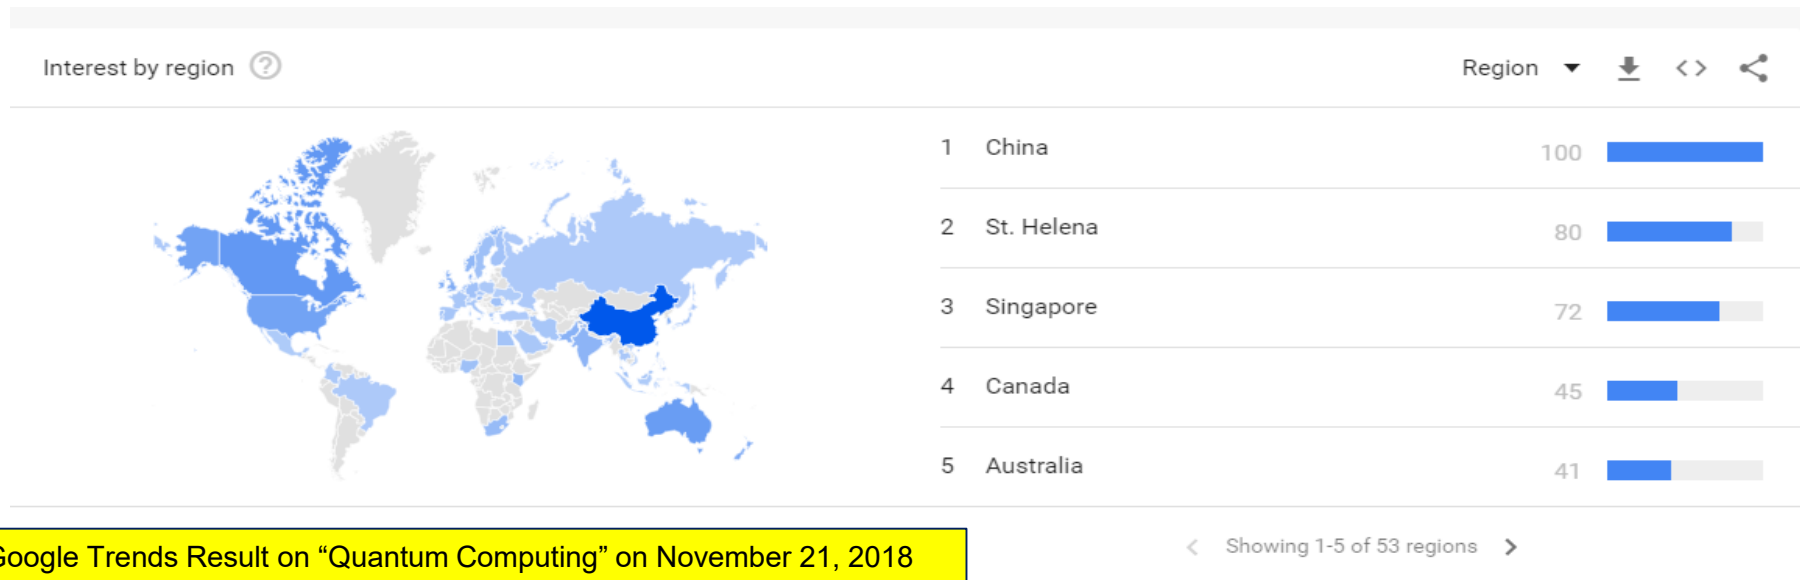 Interest by region
Region
1 China 100
2 St. Helena 80
3 Singapore 72
4 Canada 45
5 Australia 41
Google Trends Result on “Quantum Computing” on November 21, 2018
Showing 1-5 of 53 regions